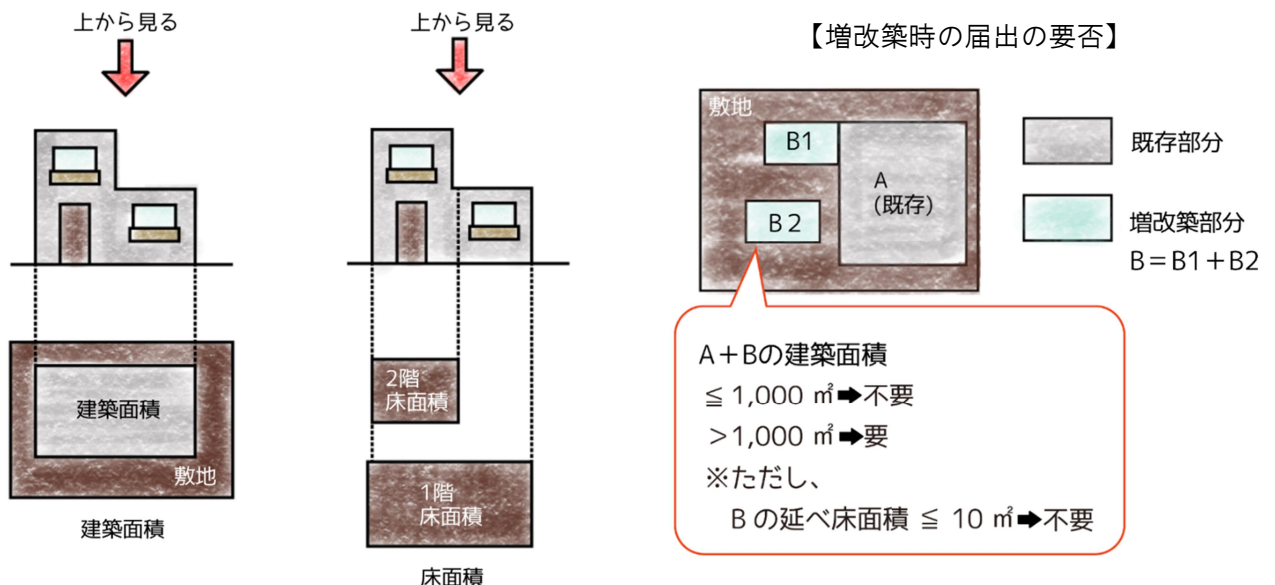 上から見る
建築面積
敷地
建築面積
上から見る
2階
床面積
1階
床面積
床面積
【増改築時の届出の要否】
敷地
B1
A
(既存)
B2
既存部分
増改築部分
B＝B1＋B2
A＋Bの建築面積
≦ 1,000 ㎡➡不要
＞1,000 ㎡➡要
※ただし、
B の延べ床面積 ≦ 10 ㎡➡不要